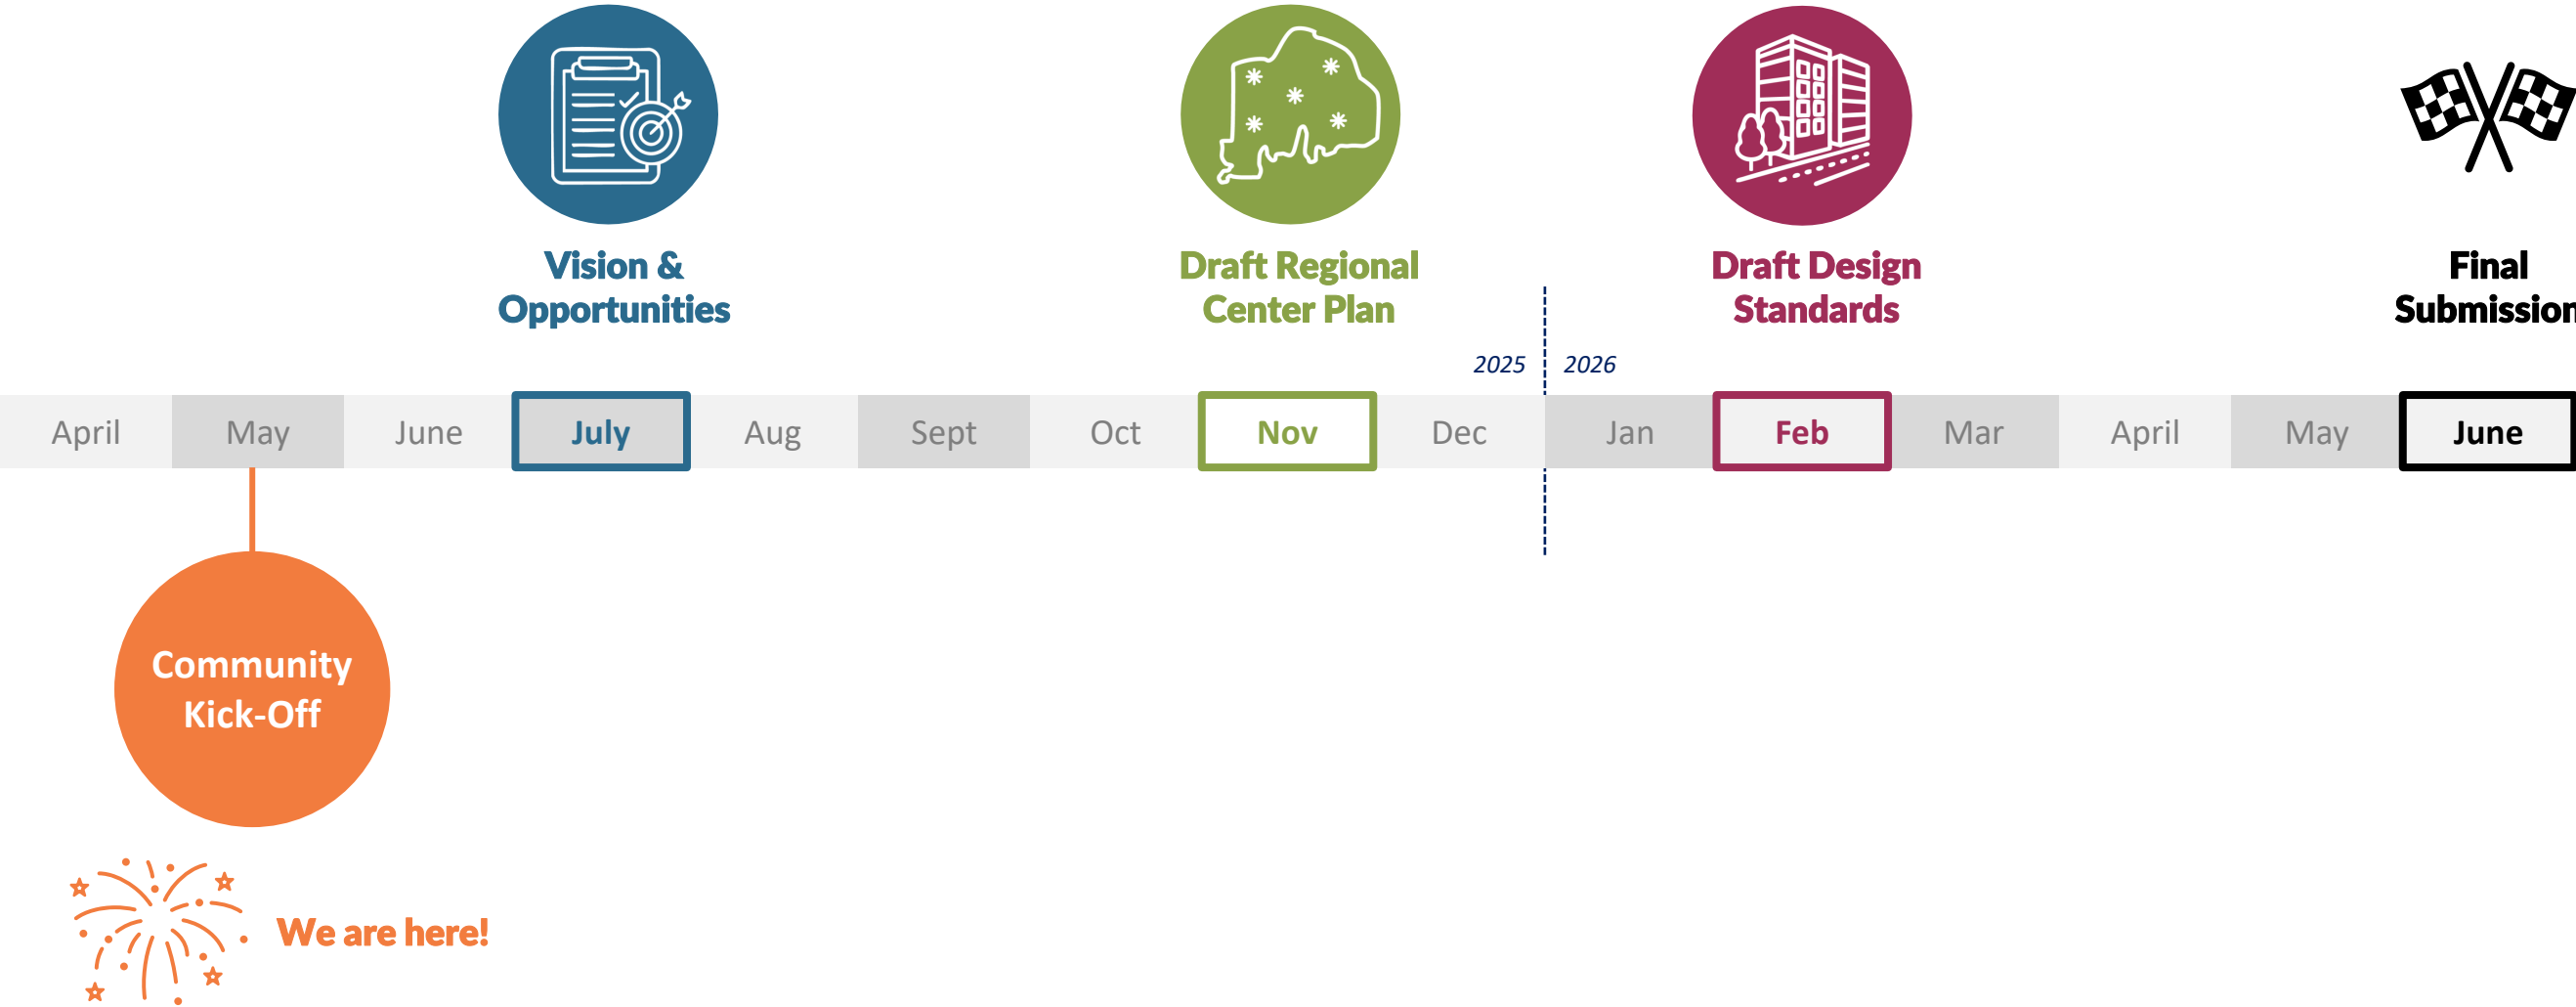 Vision &
Opportunities
Draft Regional
Center Plan
Draft Design
Standards
Final
Submission
2025
2026
April
May
June
July
Aug
Sept
Oct
Nov
Dec
Jan
Feb
Mar
April
May
June
Community
Kick-Off
We are here!